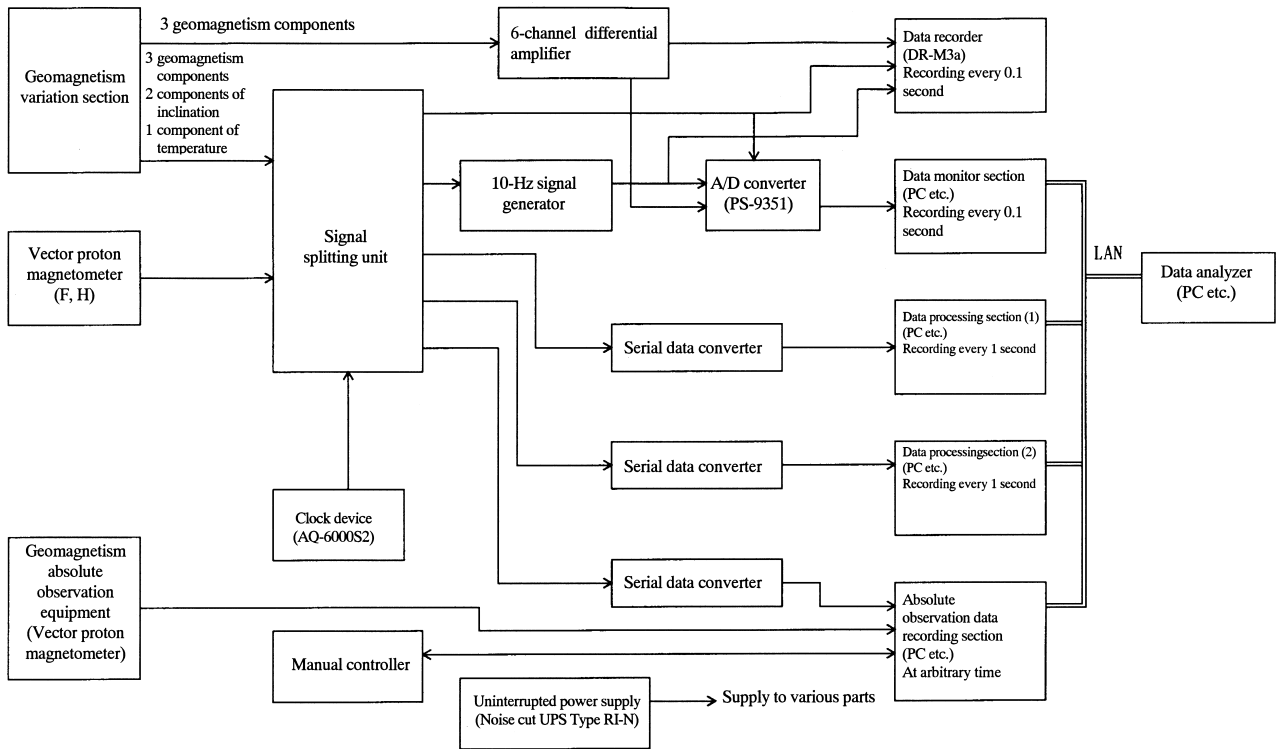 3 geomagnetism components
Geomagnetism
variation section
3 geomagnetism
components
2 components of
inclination
1 component of
temperature
6-channel differential
amplifier
Data recorder
(DR-M3a)
Recording every 0.1
second
Signal
splitting unit
10-Hz signal
generator
A/D converter
(PS-9351)
Data monitor section
(PC etc.)
Recording every 0.1
second
Vector proton
magnetometer
(F, H)
LAN
Data analyzer
(PC etc.)
Serial data converter
Data processing section (1)
(PC etc.)
Recording every 1 second
Serial data converter
Data processingsection (2)
(PC etc.)
Recording every 1 second
Clock device
(AQ-6000S2)
Geomagnetism
absolute
observation
equipment
(Vector proton
magnetometer)
Serial data converter
Absolute
observation data
recording section
(PC etc.)
At arbitrary time
Manual controller
Uninterrupted power supply
(Noise cut UPS Type RI-N)
Supply to various parts